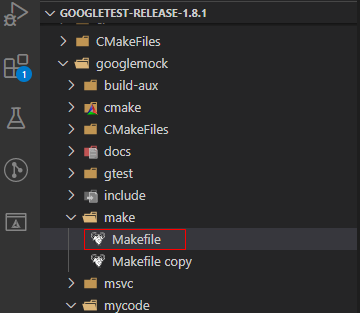 GOOGLETEST-RELEASE-1.8.1
CMakeFiles
googlemock
build-aux
cmake
CMakeFiles
docs
gtest
include
make
Makefile
Makefile copy
msvc
mycode
1